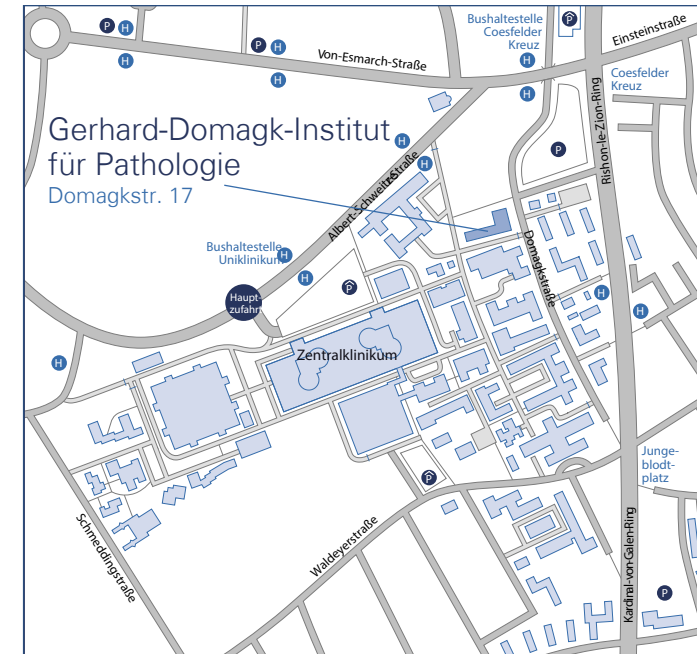 P
H
P
H
H
H
Bushaltestelle
Coesfelder
Kreuz
H
H
P
Einsteinstraße
Von-Esmarch-Straße
Coesfelder
Kreuz
Rishon-le-Zion-Ring
Gerhard-Domagk-Institut
für Pathologie
Domagkstr. 17
H
H
P
Albert-Schweitzer-Straße
Bushaltestelle
Uniklinikum
H
H
P
Domagkstraße
Haupt-
zufahrt
H
H
Zentralklinikum
H
Junge-
blodt-
platz
P
Schmeddingstraße
Waldeyerstraße
Kardinal-von-Galen-Ring
P